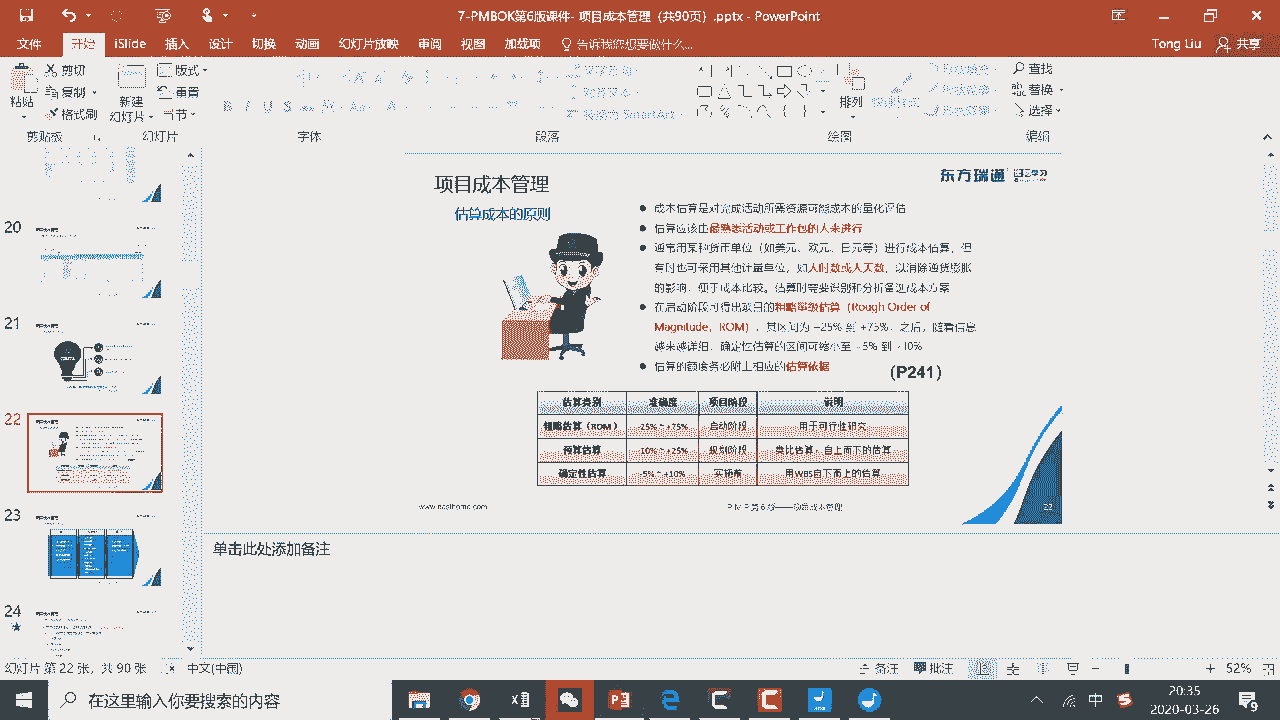 7-PMBOK第6版课件- 项目成本管理（共90页）.pptx - PowerPoint
文件 开始 iSlide 插入 设计 切换 动画 幻灯片放映 审阅 视图 加载项 告诉我您想要做什么... Tong Liu 共享
剪切 版式 查找
粘贴 复制 新建 重置 排列 替换
格式刷 幻灯片 节 选择
剪贴板 幻灯片 字体 段落 绘图 编辑
20
21
22
23
24
项目成本管理
东方瑞通
估算成本的原则
成本估算是对完成活动所需资源可能成本的量化评估
估算应该由最熟悉活动或工作包的人来进行
通常用某种货币单位（如美元、欧元、日元等）进行成本估算，但
有时也可采用其他计量单位，如人时数或人天数，以消除通货膨胀
的影响，便于成本比较。估算时需要识别和分析备选成本方案
在启动阶段可得出项目的粗略量级估算（Rough Order of
Magnitude，ROM），其区间为 −25% 到 +75%。之后，随着信息
越来越详细，确定性估算的区间可缩小至 −5% 到 +10%
估算的额度务必附上相应的估算依据
（P241）
估算类别 准确度 项目阶段 说明
粗略估算（ROM） -25%～+75% 启动阶段 用于可行性研究
预算估算 -10%～+25% 规划阶段 类比估算，自上而下的估算
确定性估算 -5%～+10% 实施前 用WBS自下而上的估算
22
单击此处添加备注
幻灯片 第 22 张，共 90 张 中文(中国) 备注 批注 52%
在这里输入你要搜索的内容
中
20:35
2020-03-26